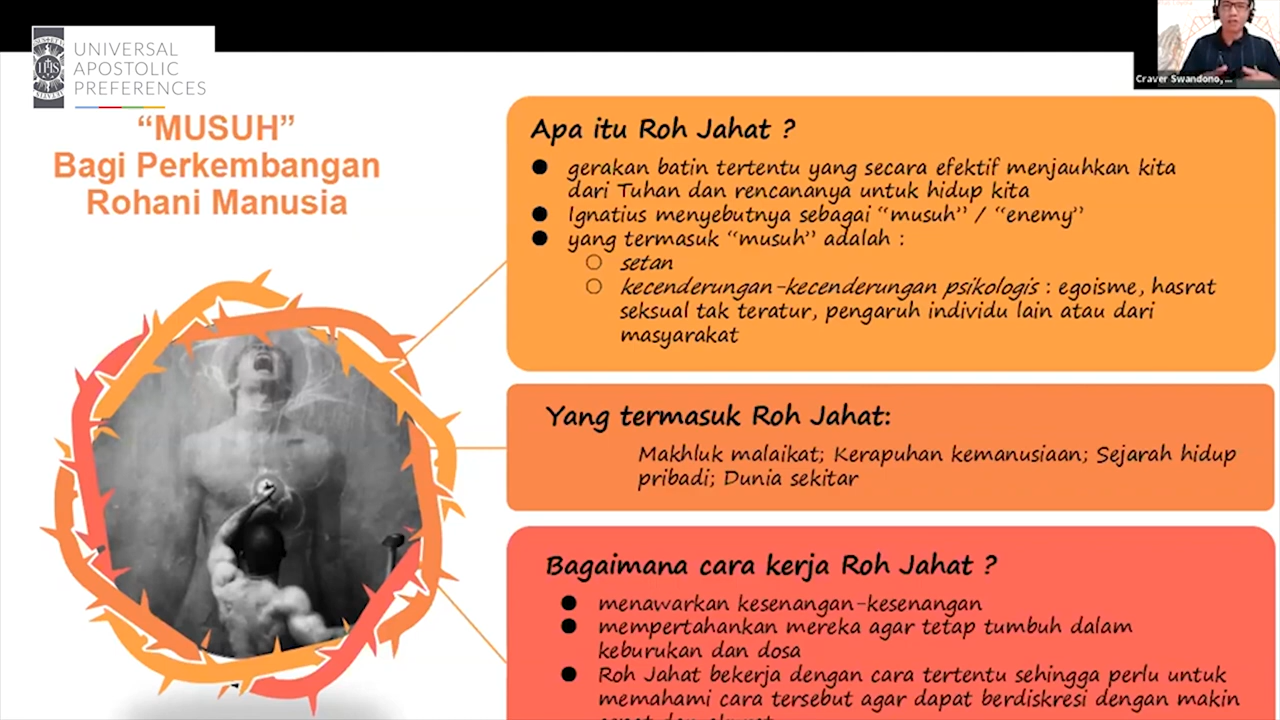 UNIVERSAL
APOSTOLIC
PREFERENCES
IHS
Craver Swandono, ...
“MUSUH”
Bagi Perkembangan
Rohani Manusia
Apa itu Roh Jahat ?
● gerakan batin tertentu yang secara efektif menjauhkan kita
dari Tuhan dan rencananya untuk hidup kita
● Ignatius menyebutnya sebagai “musuh” / “enemy”
● yang termasuk “musuh” adalah :
○ setan
○ kecenderungan-kecenderungan psikologis : egoisme, hasrat
seksual tak teratur, pengaruh individu lain atau dari
masyarakat
Yang termasuk Roh Jahat:
Makhluk malaikat; Kerapuhan kemanusiaan; Sejarah hidup
pribadi; Dunia sekitar
Bagaimana cara kerja Roh Jahat ?
● menawarkan kesenangan-kesenangan
● mempertahankan mereka agar tetap tumbuh dalam
keburukan dan dosa
● Roh Jahat bekerja dengan cara tertentu sehingga perlu untuk
memahami cara tersebut agar dapat berdiskresi dengan makin